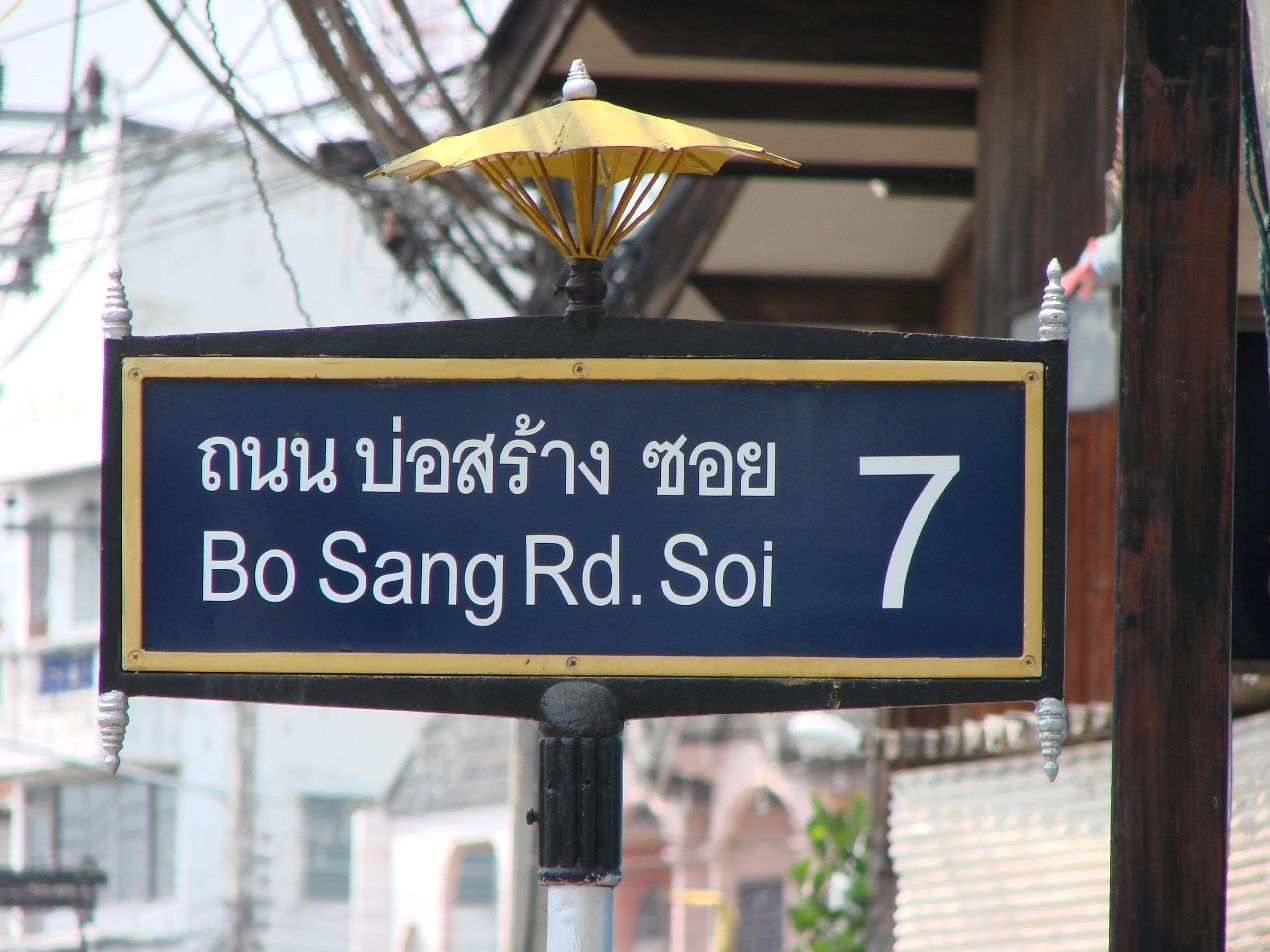 ถนน บ่อสร้าง ซอย 7
Bo Sang Rd. Soi